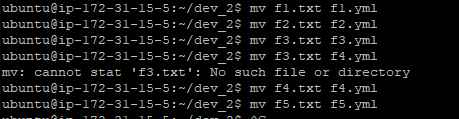 ubuntu@ip-172-31-15-5:~/dev_2$ mv f1.txt f1.yml
ubuntu@ip-172-31-15-5:~/dev_2$ mv f2.txt f2.yml
ubuntu@ip-172-31-15-5:~/dev_2$ mv f3.txt f3.yml
ubuntu@ip-172-31-15-5:~/dev_2$ mv f3.txt f4.yml
mv: cannot stat 'f3.txt': No such file or directory
ubuntu@ip-172-31-15-5:~/dev_2$ mv f4.txt f4.yml
ubuntu@ip-172-31-15-5:~/dev_2$ mv f5.txt f5.yml
ubuntu@ip-172-31-15-5:~/dev_2$ ^C